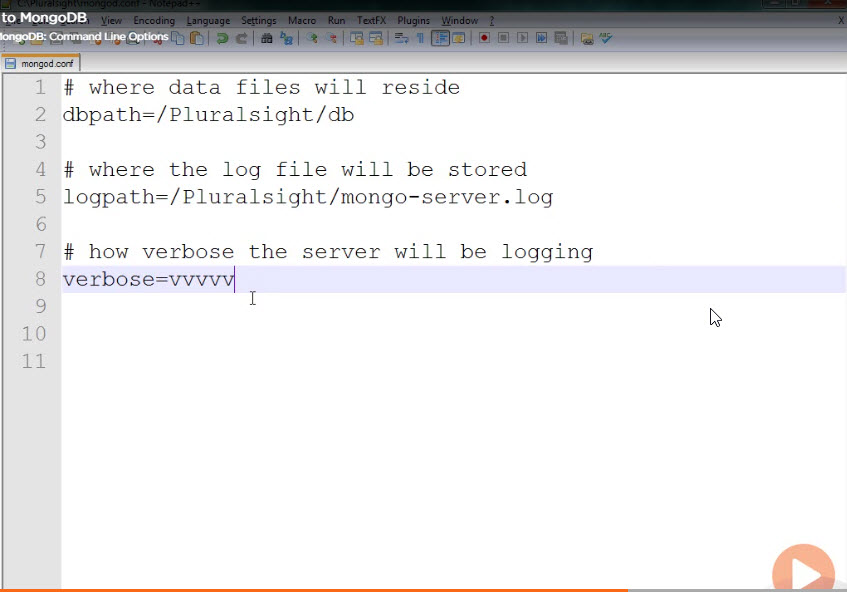 C:\Pluralsight\mongod.conf - Notepad++
to MongoDB
View Encoding Language Settings Macro Run TextFX Plugins Window ? X
MongoDB: Command Line Options
mongod.conf
1 # where data files will reside
2 dbpath=/Pluralsight/db
3
4 # where the log file will be stored
5 logpath=/Pluralsight/mongo-server.log
6
7 # how verbose the server will be logging
8 verbose=vvvvv
9
10
11